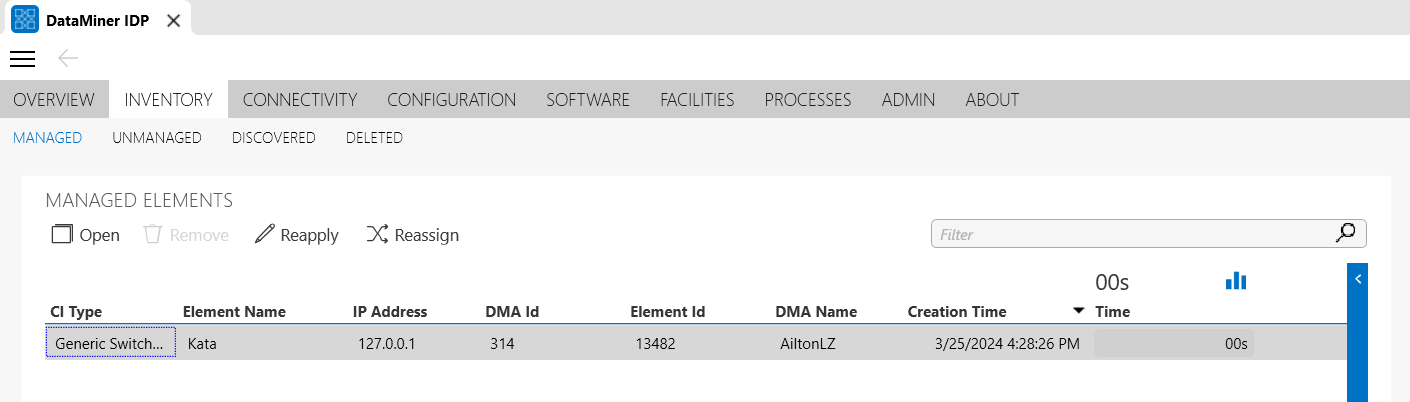 DataMiner IDP
OVERVIEW INVENTORY CONNECTIVITY CONFIGURATION SOFTWARE FACILITIES PROCESSES ADMIN ABOUT
MANAGED UNMANAGED DISCOVERED DELETED
MANAGED ELEMENTS
Open Remove Reapply Reassign Filter
00s
CI Type Element Name IP Address DMA Id Element Id DMA Name Creation Time Time
Generic Switch... Kata 127.0.0.1 314 13482 AiltonLZ 3/25/2024 4:28:26 PM 00s